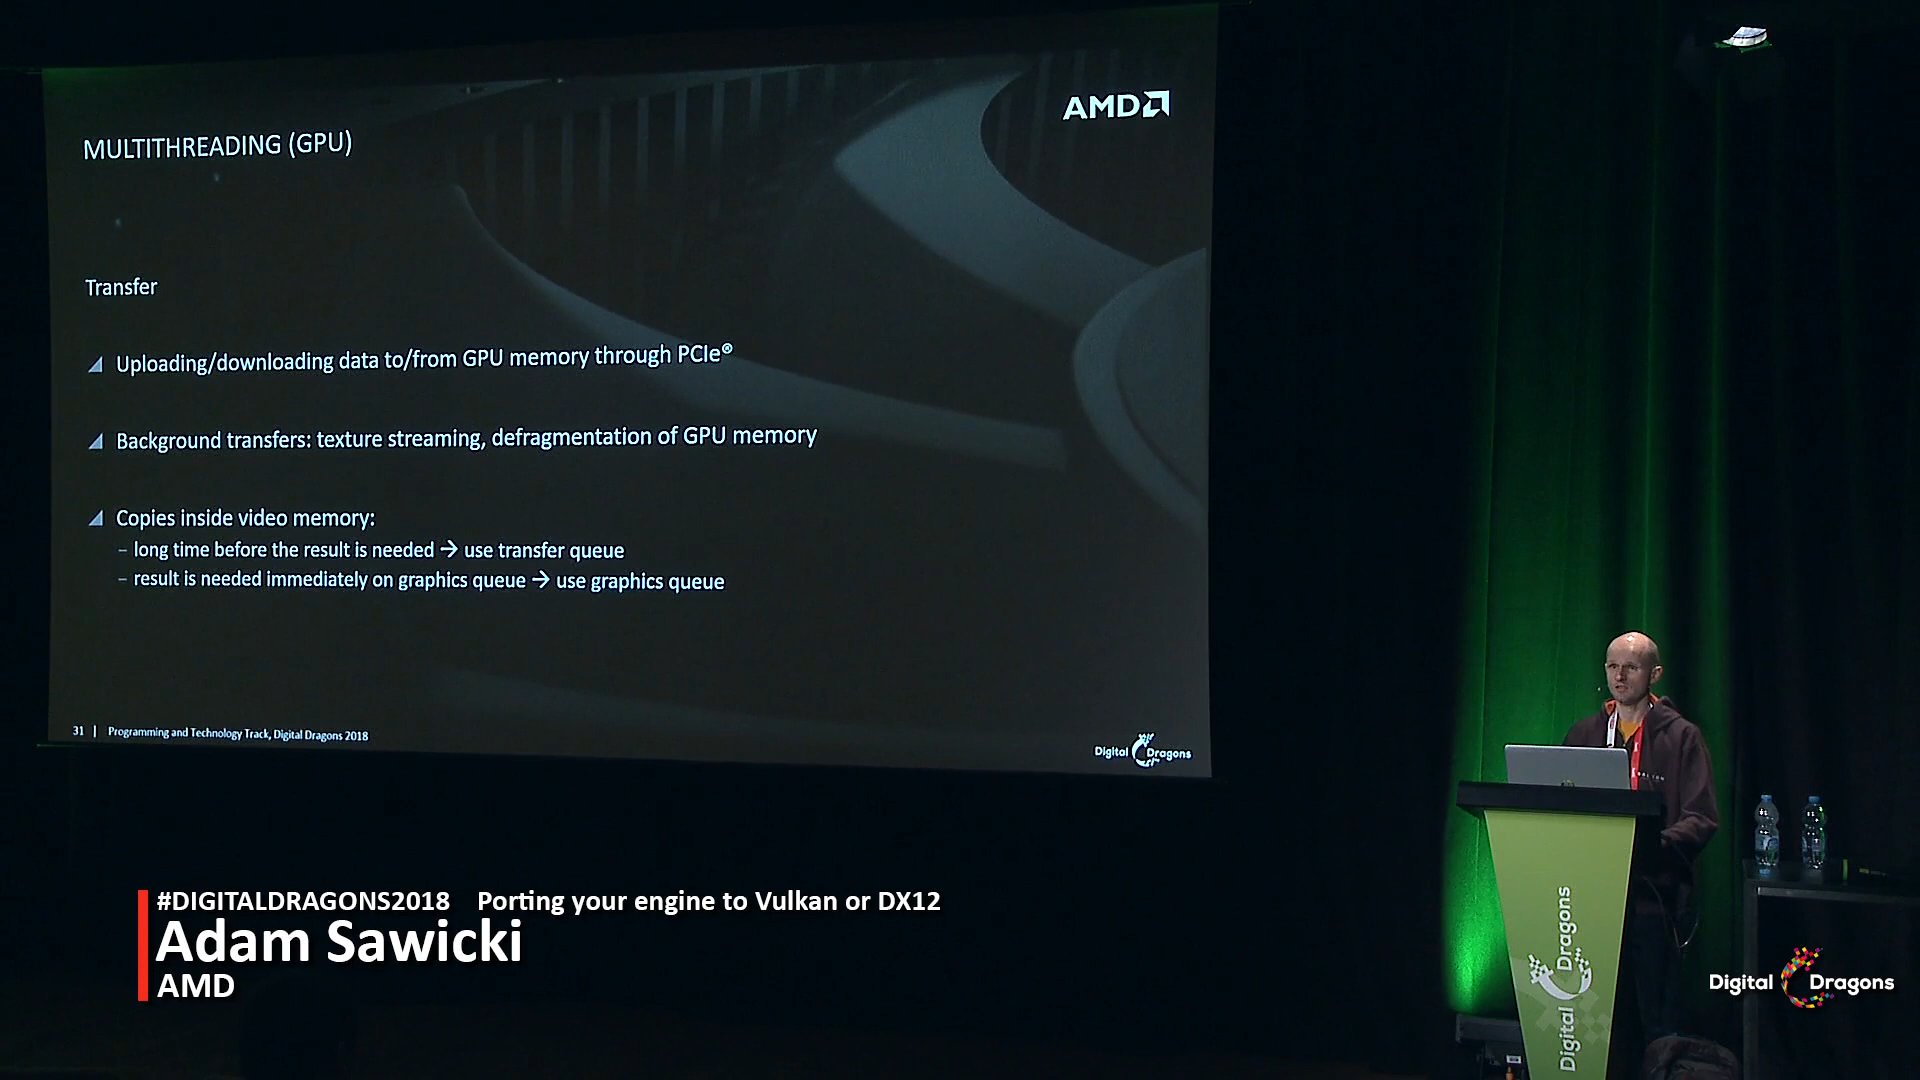 AMD
MULTITHREADING (GPU)
Transfer
Uploading/downloading data to/from GPU memory through PCIe®
Background transfers: texture streaming, defragmentation of GPU memory
Copies inside video memory:
– long time before the result is needed → use transfer queue
– result is needed immediately on graphics queue → use graphics queue
31 | Programming and Technology Track, Digital Dragons 2018
Digital Dragons
#DIGITALDRAGONS2018 Porting your engine to Vulkan or DX12
Adam Sawicki
AMD
Digital Dragons
Digital Dragons